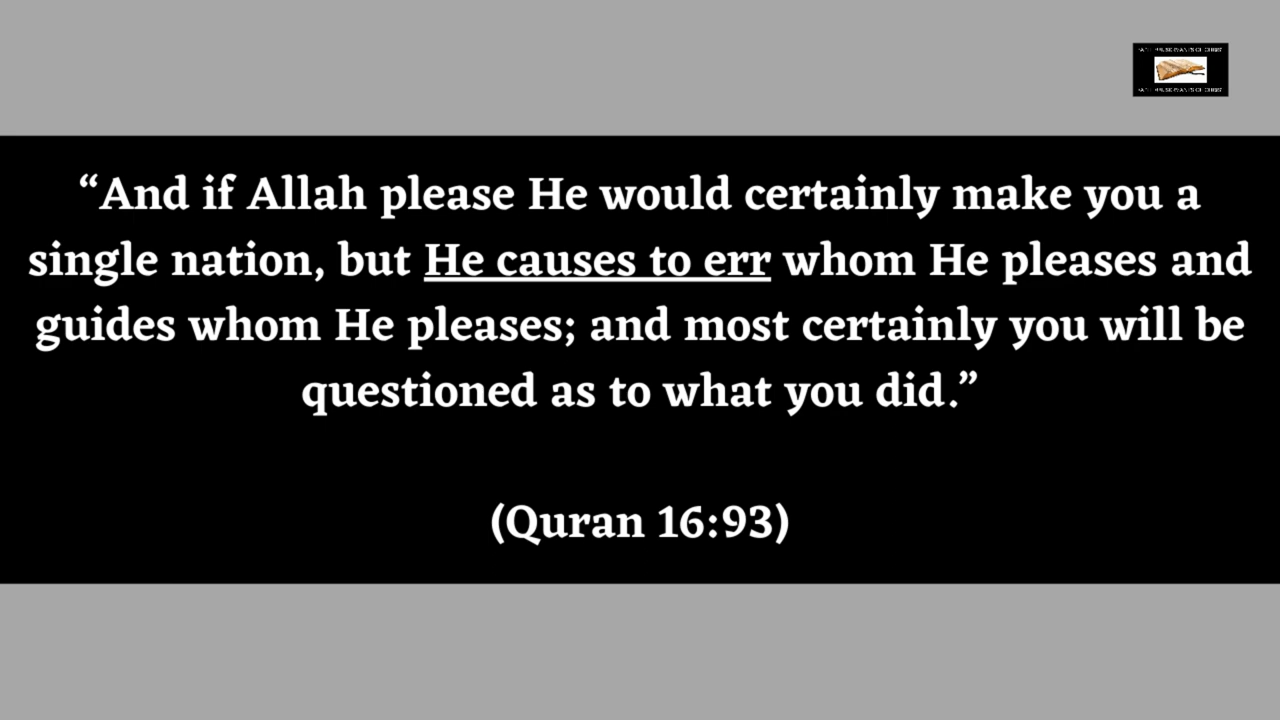 “And if Allah please He would certainly make you a
single nation, but He causes to err whom He pleases and
guides whom He pleases; and most certainly you will be
questioned as to what you did.”
(Quran 16:93)